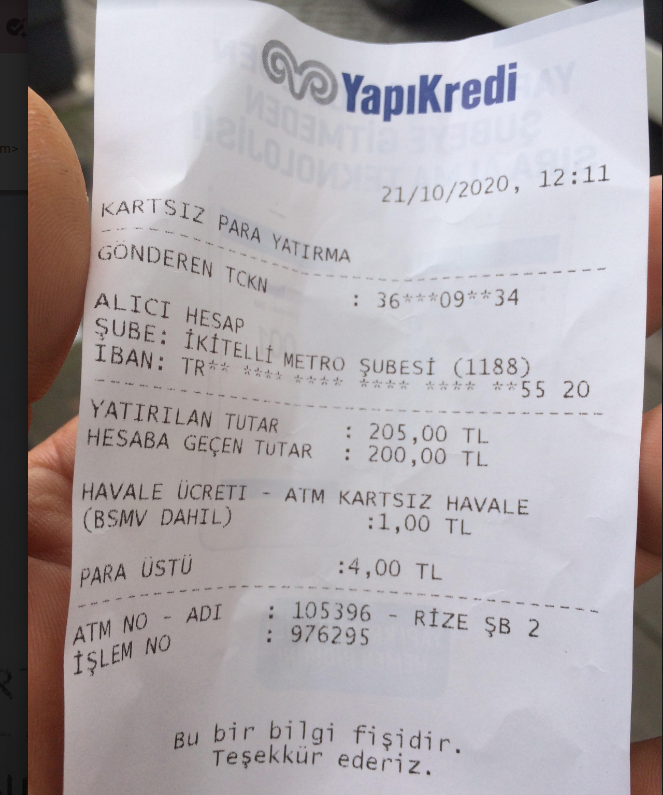 YapıKredi
21/10/2020, 12:11
KARTSIZ PARA YATIRMA
GÖNDEREN TCKN : 36***09**34
ALICI HESAP
ŞUBE: İKİTELLİ METRO ŞUBESİ (1188)
İBAN: TR** **** **** **** **** **55 20
YATIRILAN TUTAR : 205,00 TL
HESABA GEÇEN TUTAR : 200,00 TL
HAVALE ÜCRETI - ATM KARTSIZ HAVALE
(BSMV DAHIL) :1,00 TL
PARA ÜSTÜ :4,00 TL
ATM NO - ADI : 105396 - RİZE ŞB 2
İŞLEM NO : 976295
Bu bir bilgi fişidir.
Teşekkür ederiz.